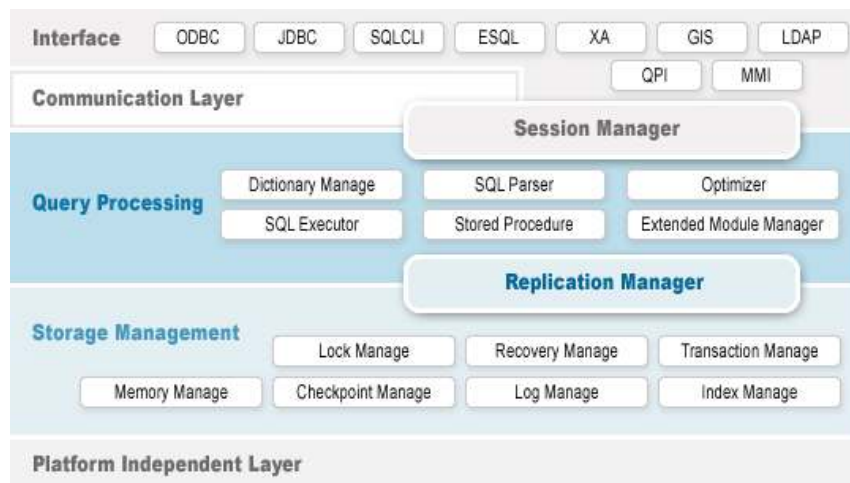 Interface ODBC JDBC SQLCLI ESQL XA GIS LDAP
QPI MMI
Communication Layer
Session Manager
Query Processing
Dictionary Manage SQL Parser Optimizer
SQL Executor Stored Procedure Extended Module Manager
Replication Manager
Storage Management
Lock Manage Recovery Manage Transaction Manage
Memory Manage Checkpoint Manage Log Manage Index Manage
Platform Independent Layer